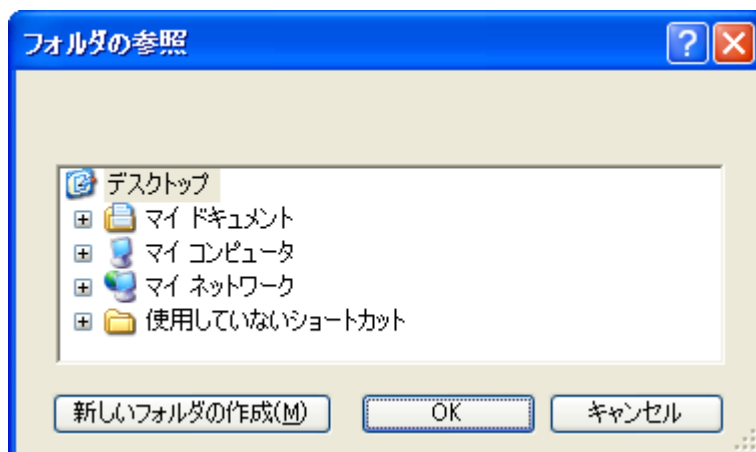 フォルダの参照
デスクトップ
マイ ドキュメント
マイ コンピュータ
マイ ネットワーク
使用していないショートカット
新しいフォルダの作成(M) OK キャンセル